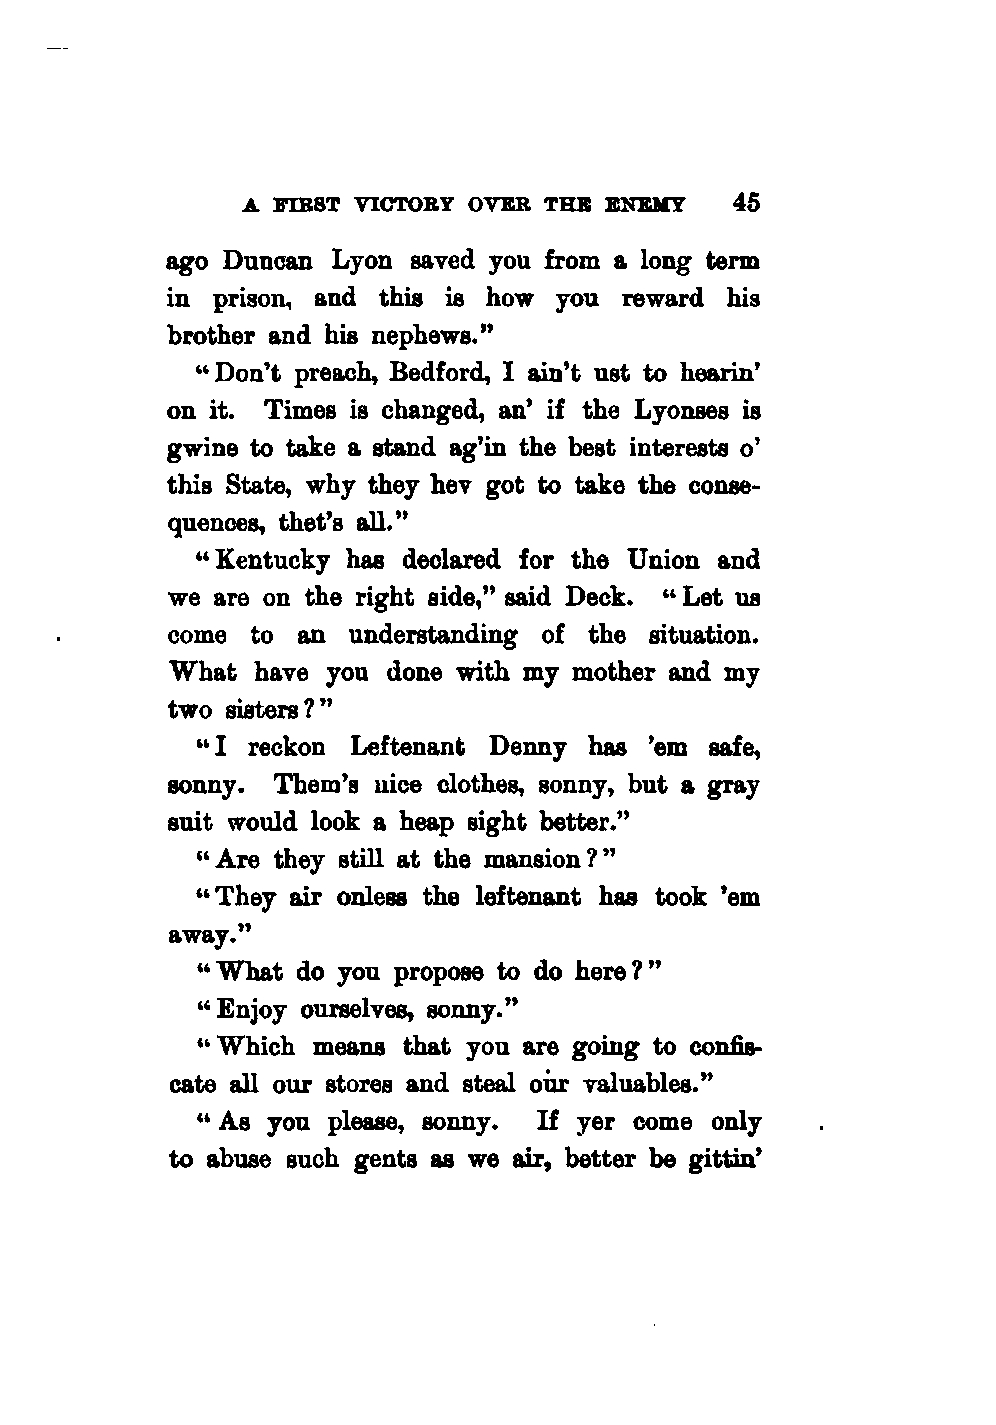 A FIRST VICTORY OVER THE ENEMY 45
ago Duncan Lyon saved you from a long term
in prison, and this is how you reward his
brother and his nephews."
"Don't preach, Bedford, I ain't ust to hearin'
on it. Times is changed, an' if the Lyonses is
gwine to take a stand ag'in the best interests o'
this State, why they hev got to take the conse-
quences, thet's all."
"Kentucky has declared for the Union and
we are on the right side," said Deck. "Let us
come to an understanding of the situation.
What have you done with my mother and my
two sisters?"
"I reckon Leftenant Denny has 'em safe,
sonny. Them's nice clothes, sonny, but a gray
suit would look a heap sight better."
"Are they still at the mansion?"
"They air onless the leftenant has took 'em
away."
"What do you propose to do here?"
"Enjoy ourselves, sonny."
"Which means that you are going to confis-
cate all our stores and steal our valuables."
"As you please, sonny. If yer come only
to abuse such gents as we air, better be gittin'